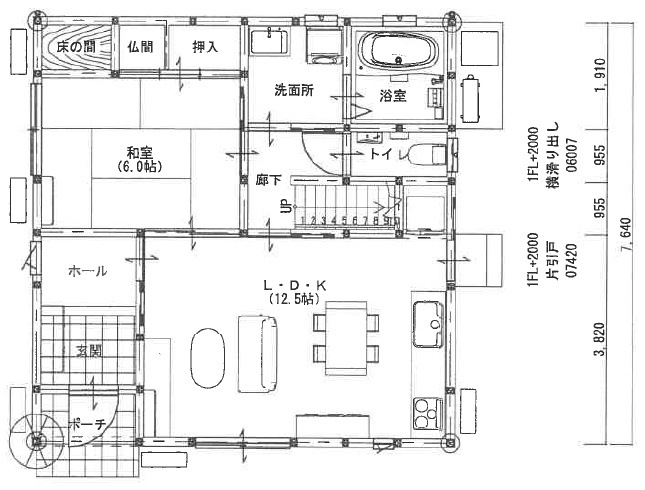 床の間
仏間
押入
洗面所
浴室
和室
(6.0帖)
廊下
トイレ
UP
1 2 3 4 5 6 7 8 9
ホール
L・D・K
(12.5帖)
玄関
ポーチ
1FL+2000
横滑り出し
06007
1FL+2000
片引戸
07420
1,910
955
955
3,820
7,640